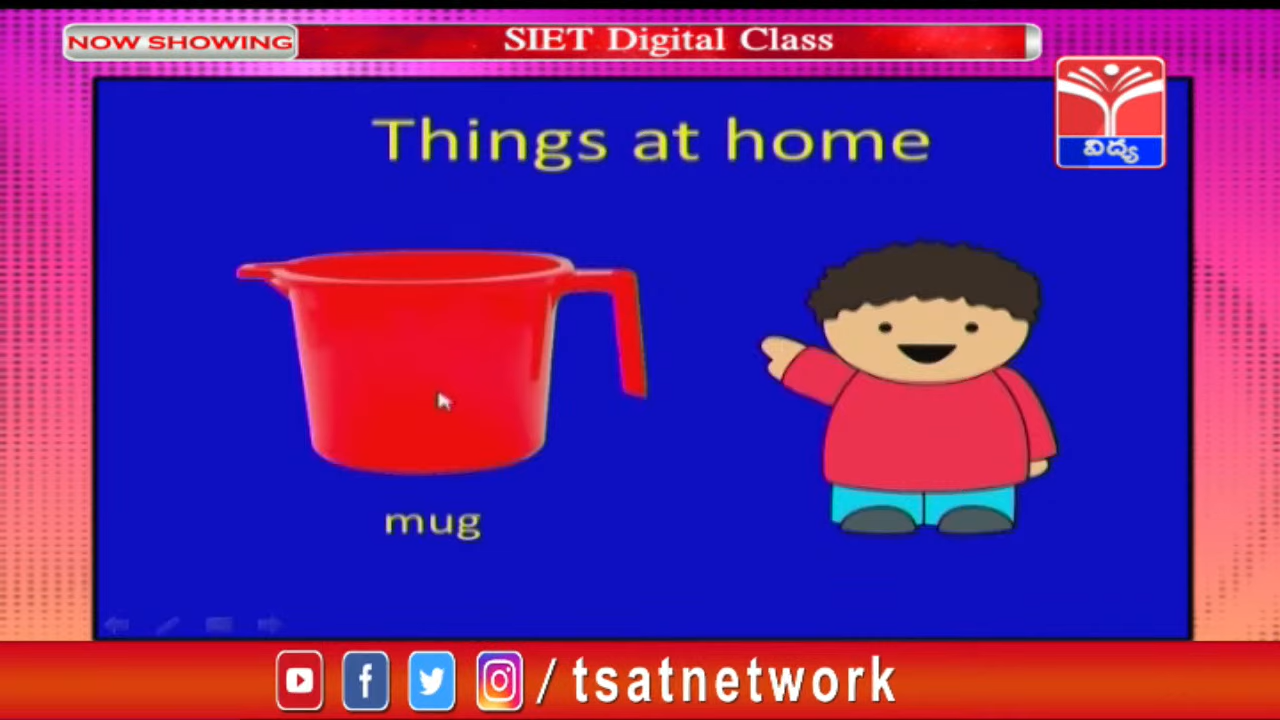 NOW SHOWING
SIET Digital Class
విద్య
Things at home
mug
/ tsatnetwork